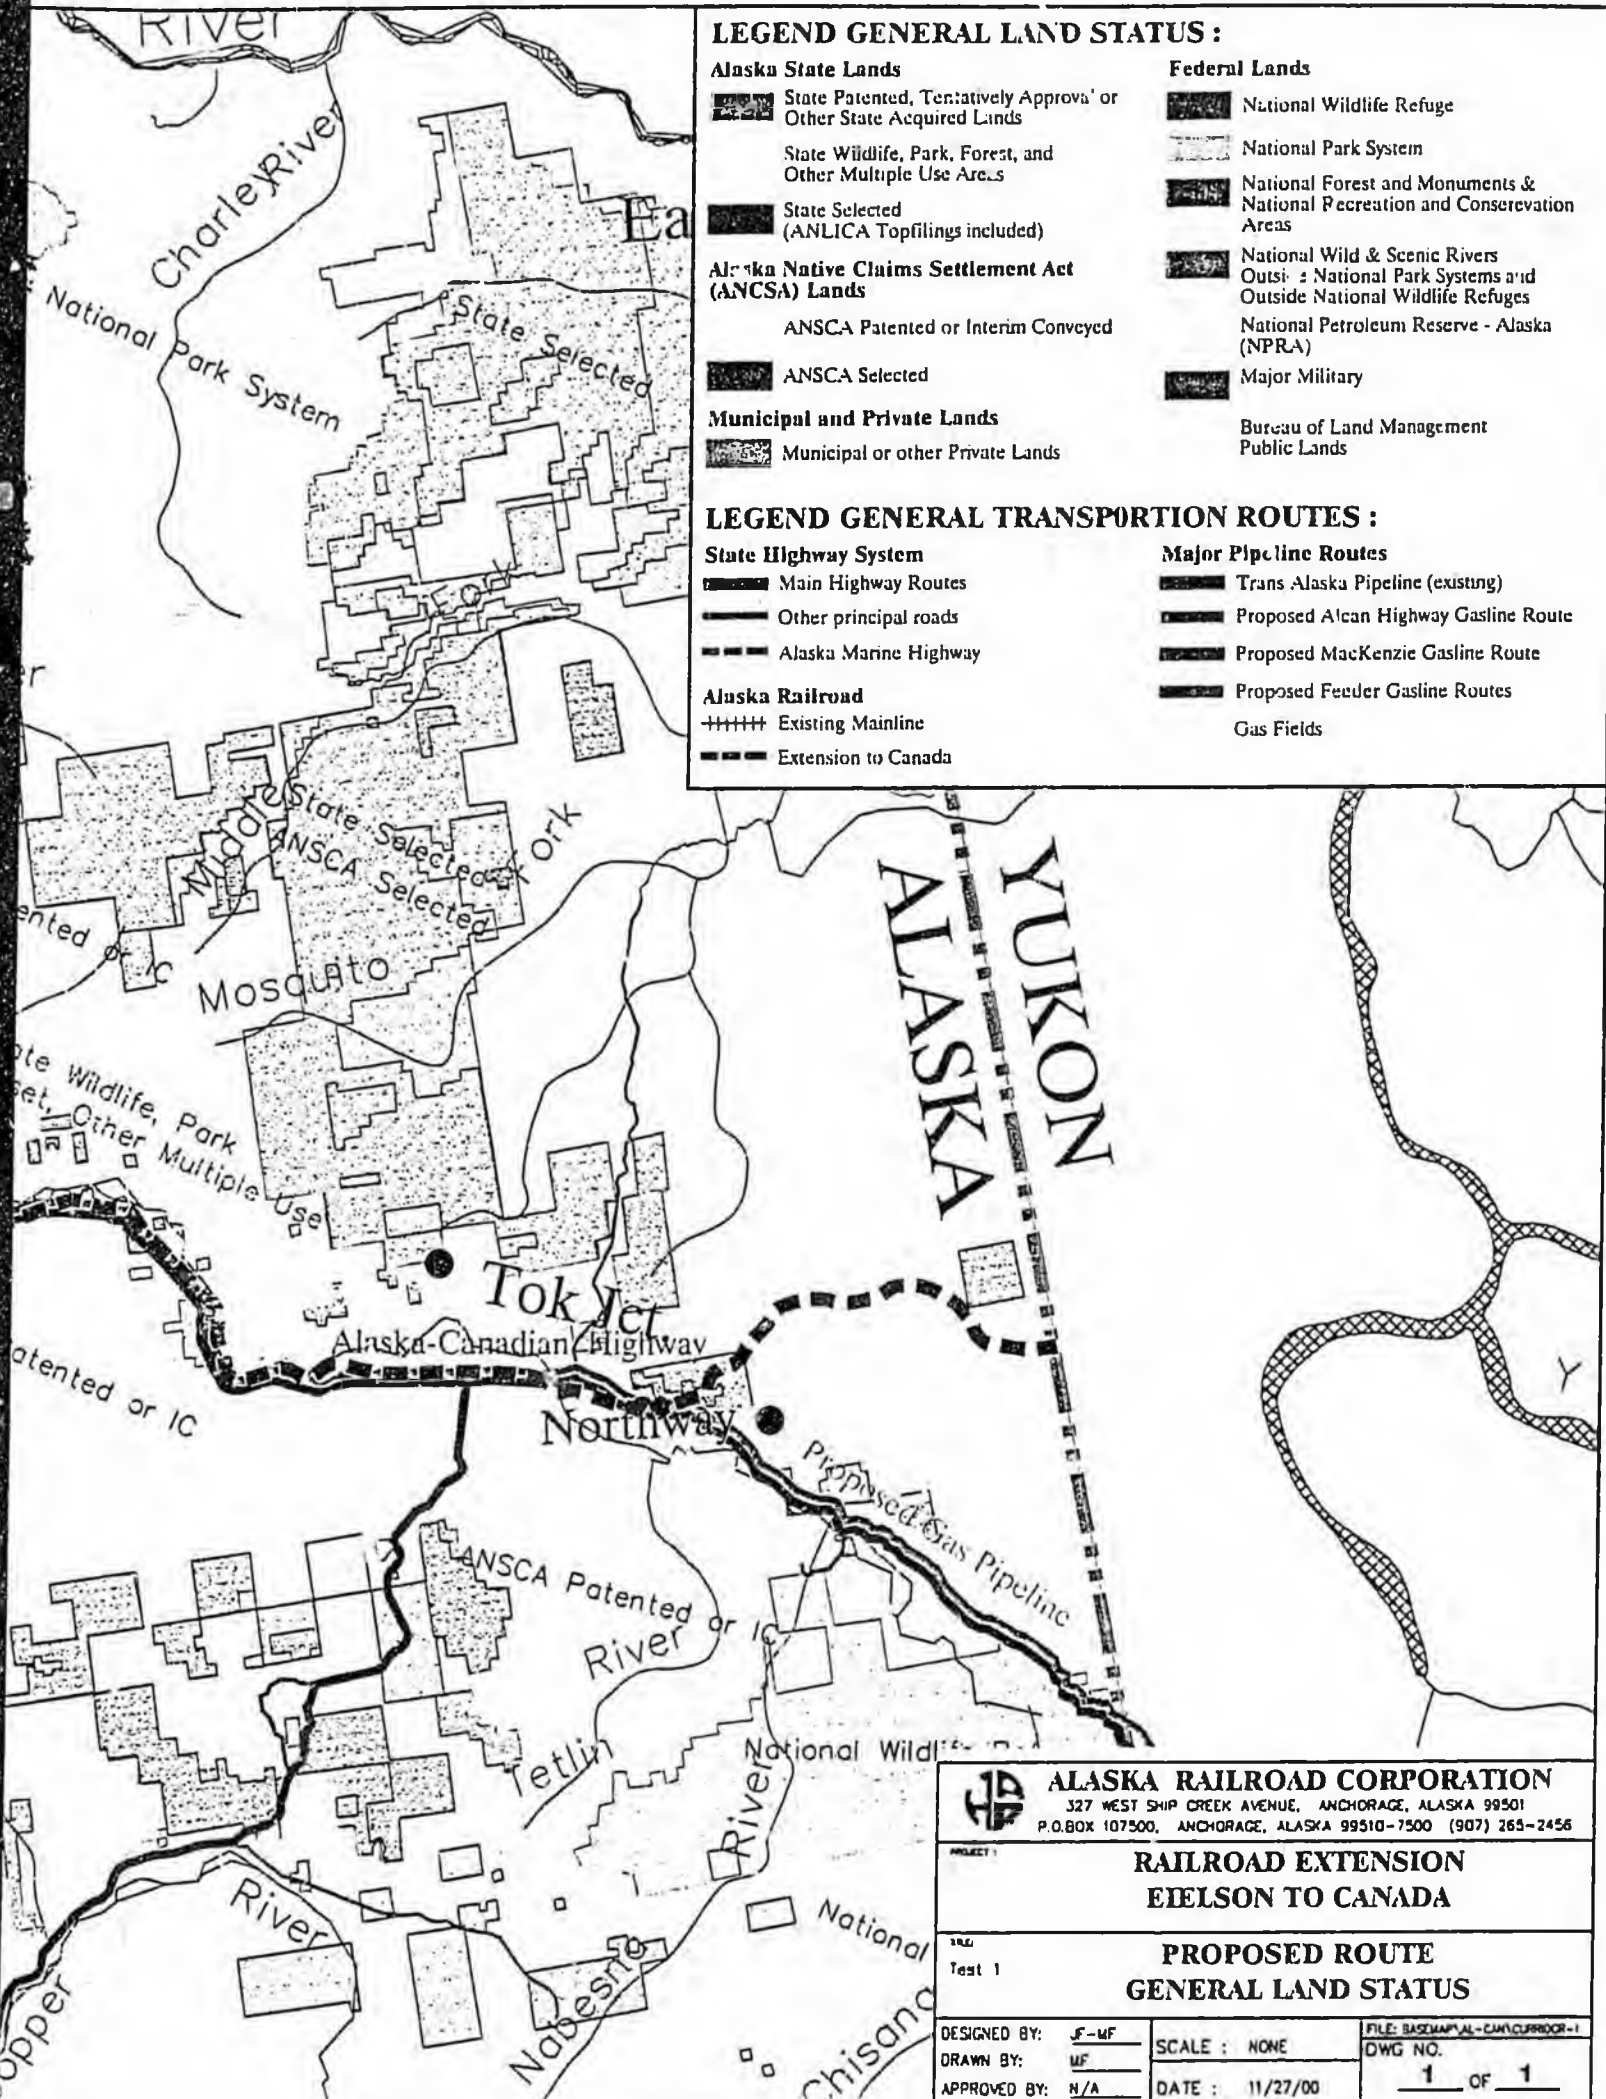 River
LEGEND GENERAL LAND STATUS :
Alaska State Lands
State Patented, Tentatively Approva' or
Other State Acquired Lands
State Wildlife, Park, Forest, and
Other Multiple Use Areas
State Selected
(ANLICA Topfilings included)
Alaska Native Claims Settlement Act
(ANCSA) Lands
ANSCA Patented or Interim Conveyed
ANSCA Selected
Municipal and Private Lands
Municipal or other Private Lands
Federal Lands
National Wildlife Refuge
National Park System
National Forest and Monuments &
National Recreation and Conserevation
Areas
National Wild & Scenic Rivers
Outside National Park Systems and
Outside National Wildlife Refuges
National Petroleum Reserve - Alaska
(NPRA)
Major Military
Bureau of Land Management
Public Lands
LEGEND GENERAL TRANSPORTION ROUTES :
State Highway System
Main Highway Routes
Other principal roads
Alaska Marine Highway
Alaska Railroad
Existing Mainline
Extension to Canada
Major Pipeline Routes
Trans Alaska Pipeline (existing)
Proposed Alcan Highway Gasline Route
Proposed MacKenzie Gasline Route
Proposed Feeder Gasline Routes
Gas Fields
Charley River
Ea
National Park System
State Selected
Fork
Middle
State Selected
ANSCA Selected
Fork
ented or IC
Mosquito
YUKON
ALASKA
ate Wildlife, Park
Other Multiple Use
Tok Jct
Alaska-Canadian Highway
atented or IC
Northway
Proposed Gas Pipeline
ANSCA Patented or IC
River
Tetlin
National
River
River
Nabesna
National
opper
Chisana
Y
ALASKA RAILROAD CORPORATION
327 WEST SHIP CREEK AVENUE, ANCHORAGE, ALASKA 99501
P.O.BOX 107500, ANCHORAGE, ALASKA 99510-7500 (907) 265-2456
PROJECT :
RAILROAD EXTENSION
EIELSON TO CANADA
TITLE:
Test 1
PROPOSED ROUTE
GENERAL LAND STATUS
DESIGNED BY: JF-MF
DRAWN BY: MF
APPROVED BY: N/A
SCALE : NONE
DATE : 11/27/00
DWG NO.
1 OF 1